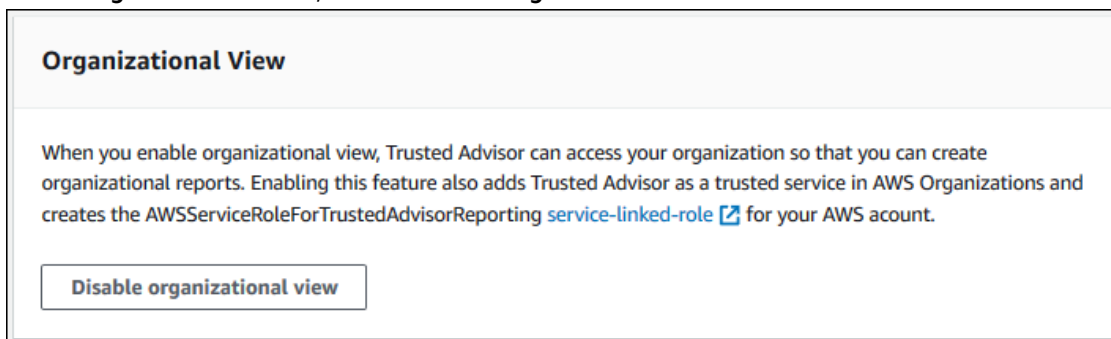 Organizational View
When you enable organizational view, Trusted Advisor can access your organization so that you can create
organizational reports. Enabling this feature also adds Trusted Advisor as a trusted service in AWS Organizations and
creates the AWSServiceRoleForTrustedAdvisorReporting service-linked-role for your AWS acount.
Disable organizational view